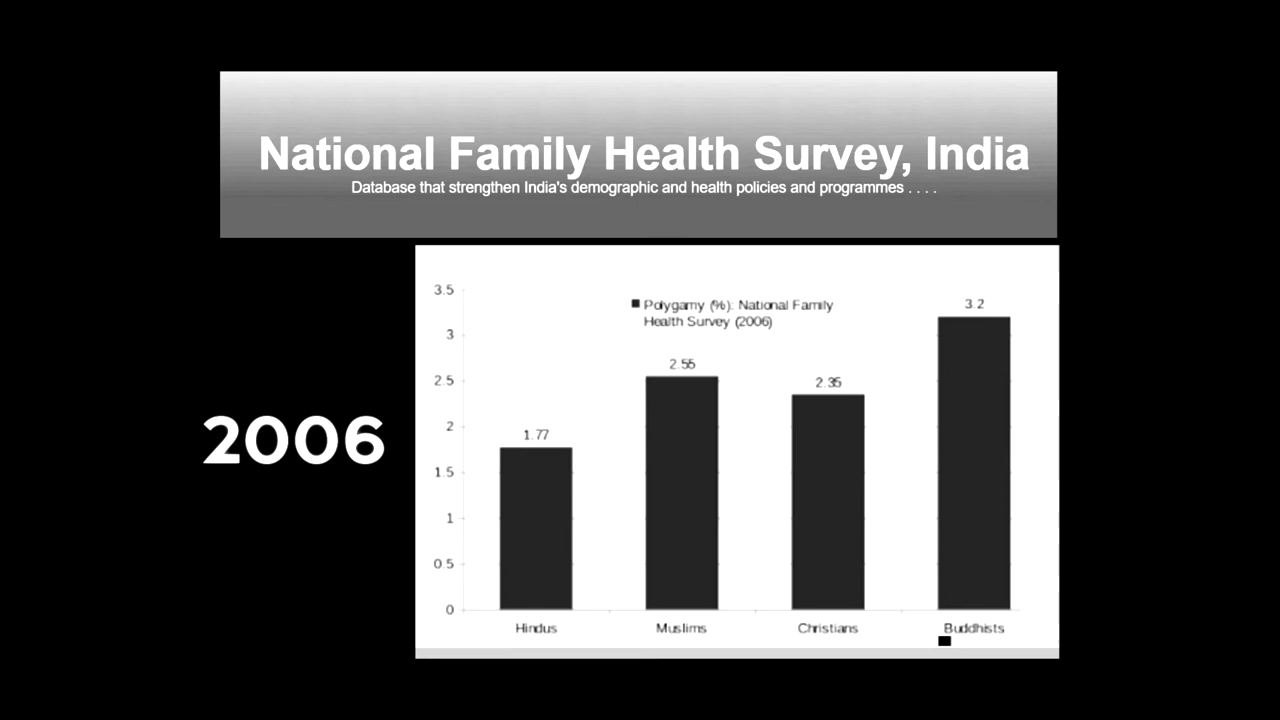 National Family Health Survey, India
Database that strengthen India's demographic and health policies and programmes . . . .
2006
Polygamy (%): National Family
Health Survey (2006)
3.5
3
2.5
2
1.5
1
0.5
0
1.77
2.55
2.35
3.2
Hindus
Muslims
Christians
Buddhists